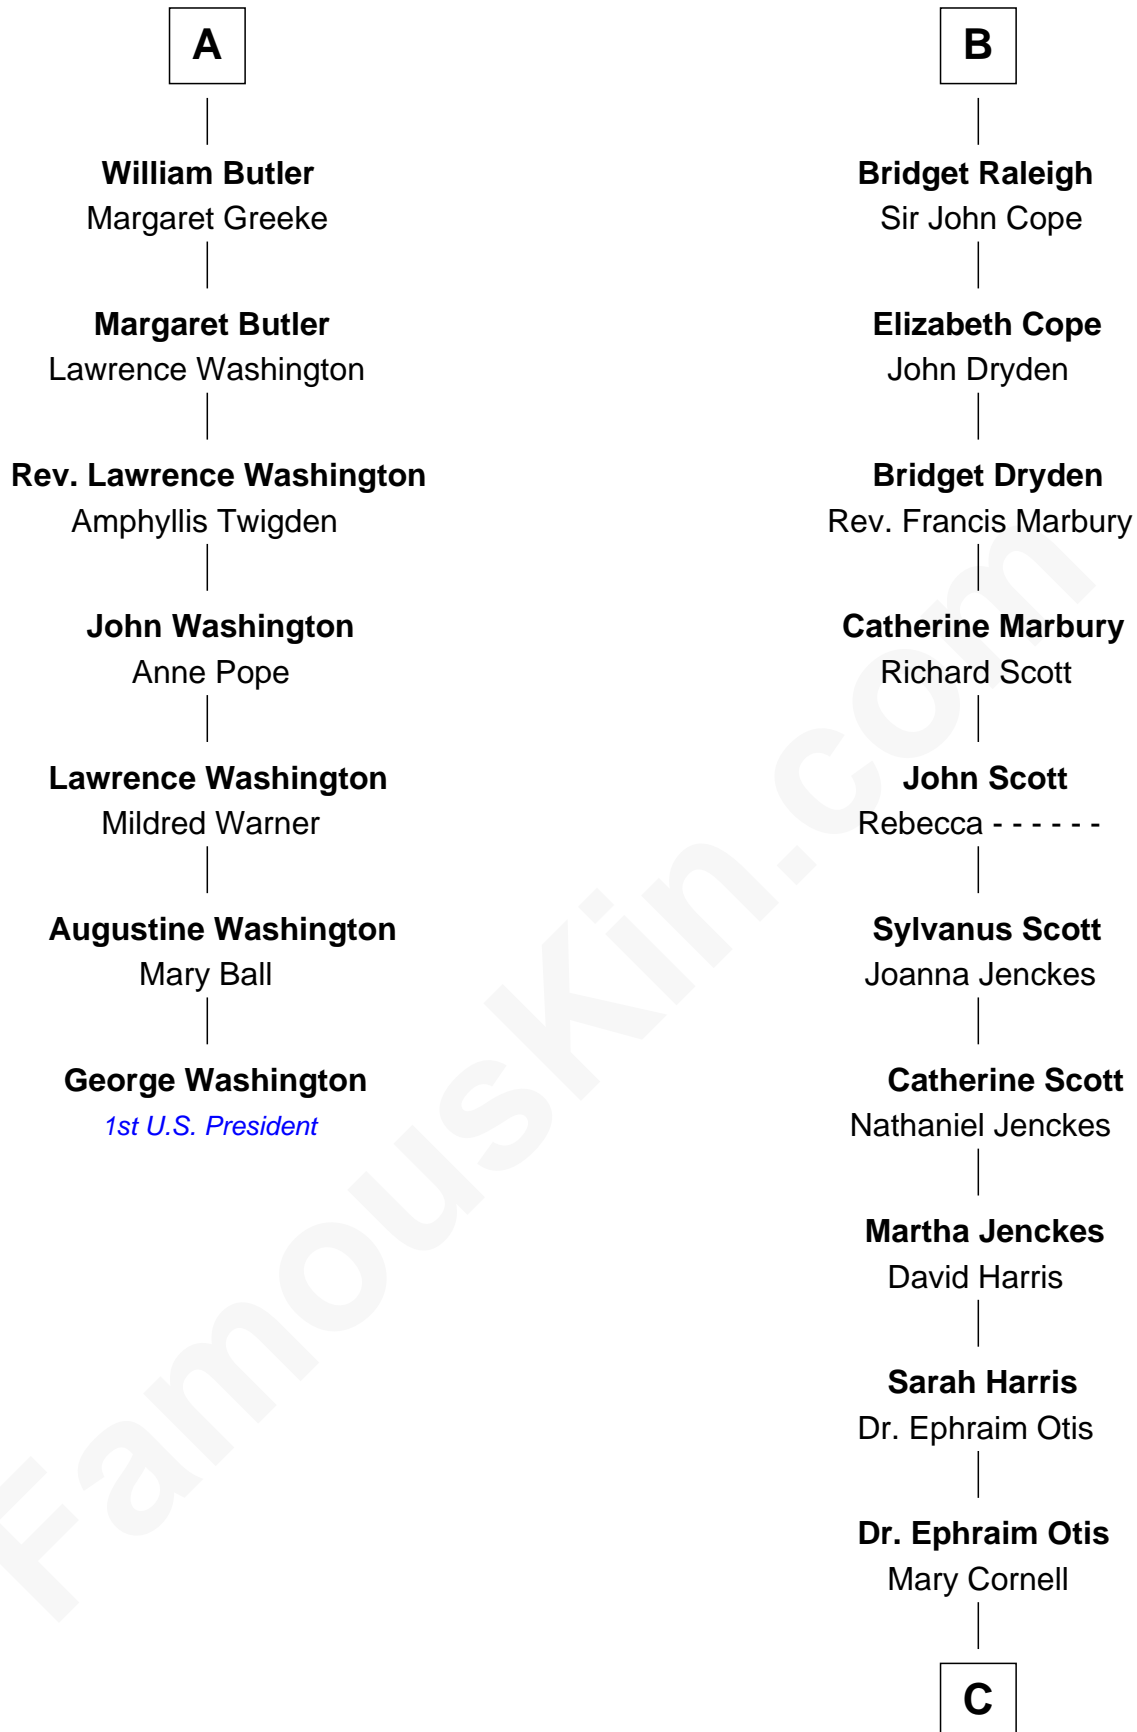 A
William Butler
Margaret Greeke
Margaret Butler
Lawrence Washington
Rev. Lawrence Washington
Amphyllis Twigden
John Washington
Anne Pope
Lawrence Washington
Mildred Warner
Augustine Washington
Mary Ball
George Washington
1st U.S. President
B
Bridget Raleigh
Sir John Cope
Elizabeth Cope
John Dryden
Bridget Dryden
Rev. Francis Marbury
Catherine Marbury
Richard Scott
John Scott
Rebecca - - - - - -
Sylvanus Scott
Joanna Jenckes
Catherine Scott
Nathaniel Jenckes
Martha Jenckes
David Harris
Sarah Harris
Dr. Ephraim Otis
Dr. Ephraim Otis
Mary Cornell
C
FamousKin.com